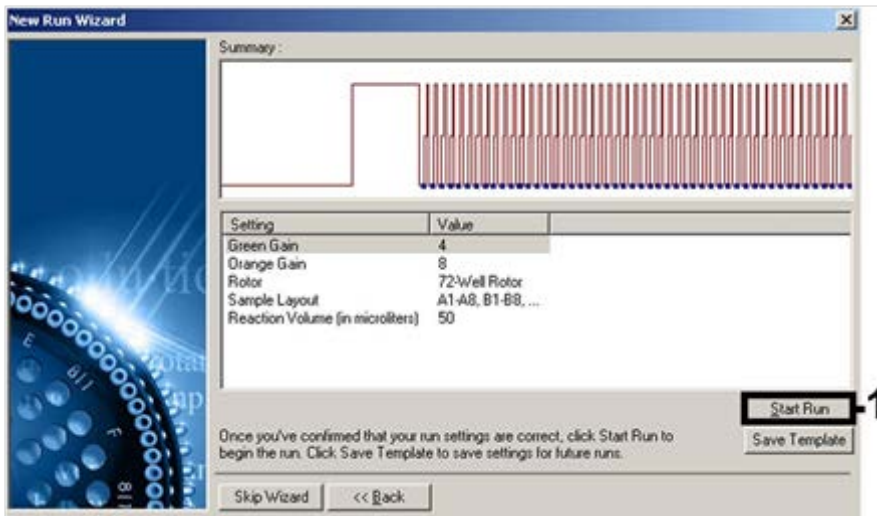 New Run Wizard
Summary :
Setting Value
Green Gain 4
Orange Gain 8
Rotor 72-Well Rotor
Sample Layout A1-A8, B1-B8, ...
Reaction Volume (in microliters) 50
Start Run
1
Once you've confirmed that your run settings are correct, click Start Run to
begin the run. Click Save Template to save settings for future runs.
Save Template
Skip Wizard
<< Back